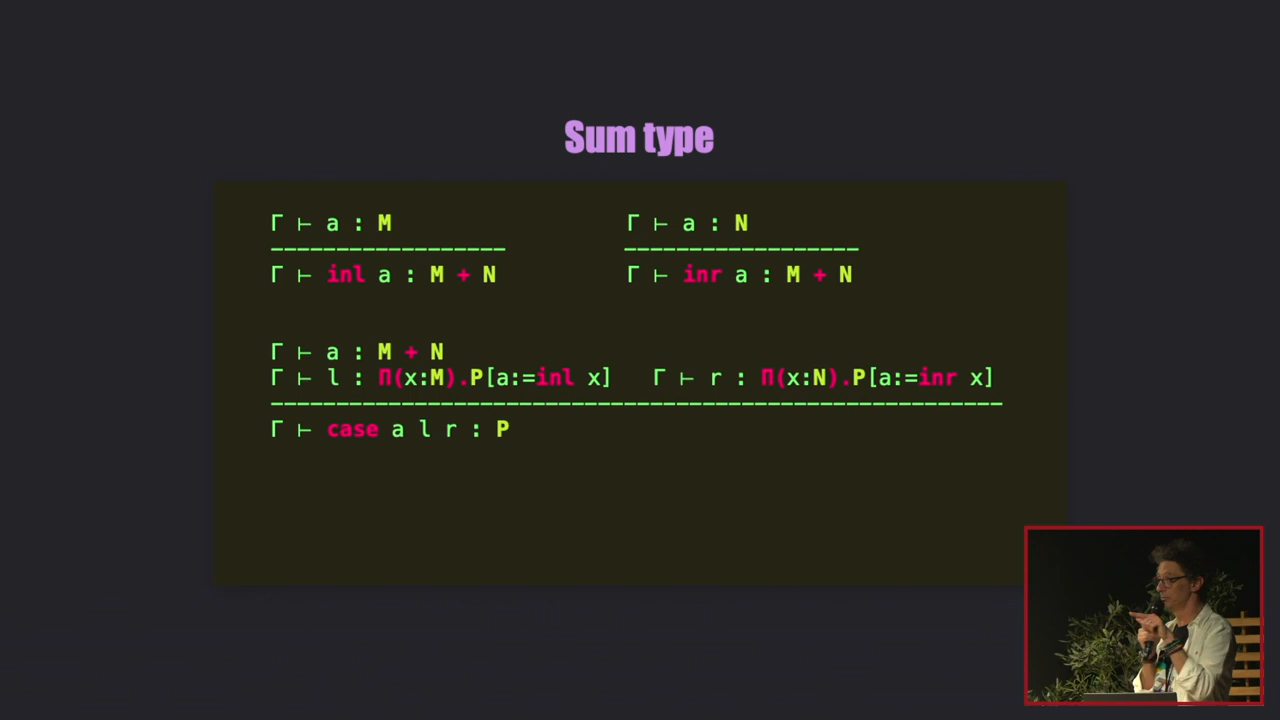 Sum type
Γ ⊢ a : M    Γ ⊢ a : N
-----------------    -----------------
Γ ⊢ inl a : M + N    Γ ⊢ inr a : M + N
Γ ⊢ a : M + N
Γ ⊢ l : Π(x:M).P[a:=inl x]   Γ ⊢ r : Π(x:N).P[a:=inr x]
--------------------------------------------------------
Γ ⊢ case a l r : P